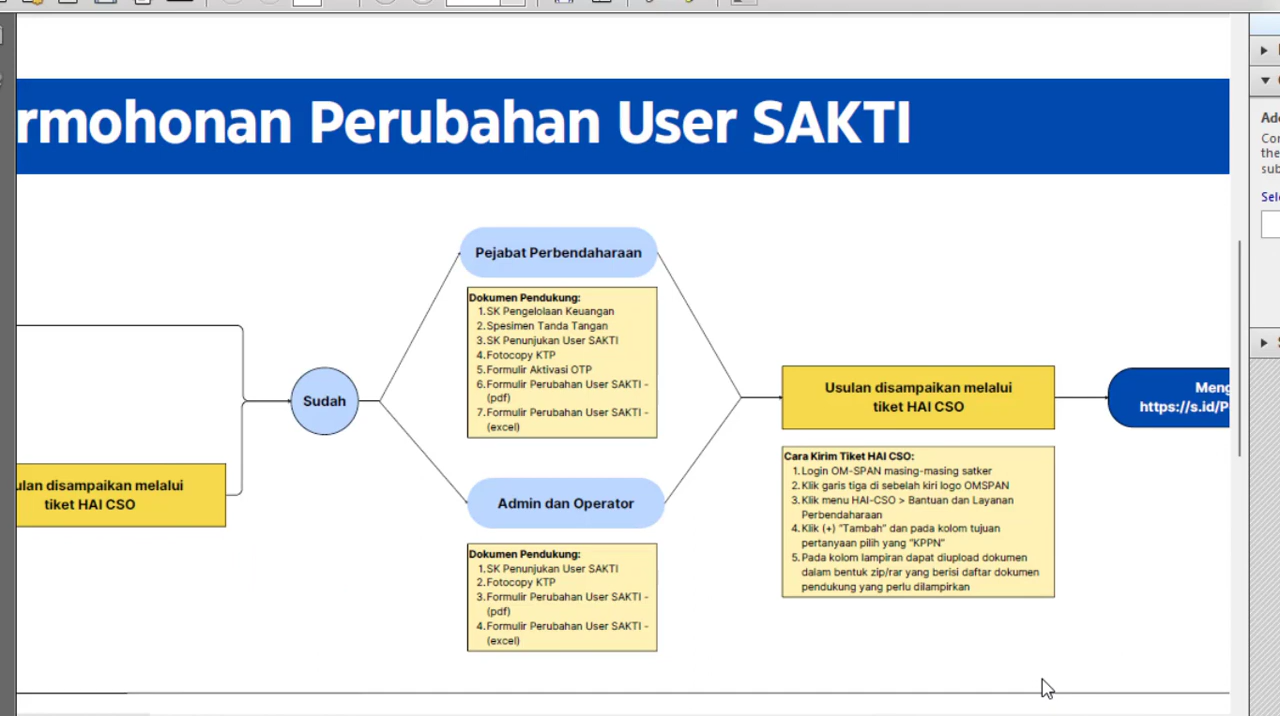 rmohonan Perubahan User SAKTI
Pejabat Perbendaharaan
Dokumen Pendukung:
1.SK Pengelolaan Keuangan
2.Spesimen Tanda Tangan
3.SK Penunjukan User SAKTI
4.Fotocopy KTP
5.Formulir Aktivasi OTP
6.Formulir Perubahan User SAKTI -
(pdf)
7.Formulir Perubahan User SAKTI -
(excel)
Sudah
ulan disampaikan melalui
tiket HAI CSO
Admin dan Operator
Dokumen Pendukung:
1.SK Penunjukan User SAKTI
2.Fotocopy KTP
3.Formulir Perubahan User SAKTI -
(pdf)
4.Formulir Perubahan User SAKTI -
(excel)
Usulan disampaikan melalui
tiket HAI CSO
Cara Kirim Tiket HAI CSO:
1.Login OM-SPAN masing-masing satker
2.Klik garis tiga di sebelah kiri logo OMSPAN
3.Klik menu HAI-CSO > Bantuan dan Layanan
Perbendaharaan
4.Klik (+) "Tambah" dan pada kolom tujuan
pertanyaan pilih yang "KPPN"
5.Pada kolom lampiran dapat diupload dokumen
dalam bentuk zip/rar yang berisi daftar dokumen
pendukung yang perlu dilampirkan
Meng
https://s.id/P
Ado
Cor
the
sub
Sele